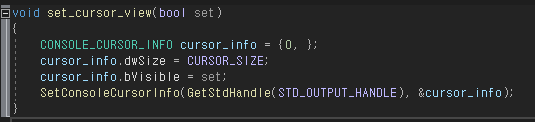 void set_cursor_view(bool set)
{
CONSOLE_CURSOR_INFO cursor_info = {0, };
cursor_info.dwSize = CURSOR_SIZE;
cursor_info.bVisible = set;
SetConsoleCursorInfo(GetStdHandle(STD_OUTPUT_HANDLE), &cursor_info);
}